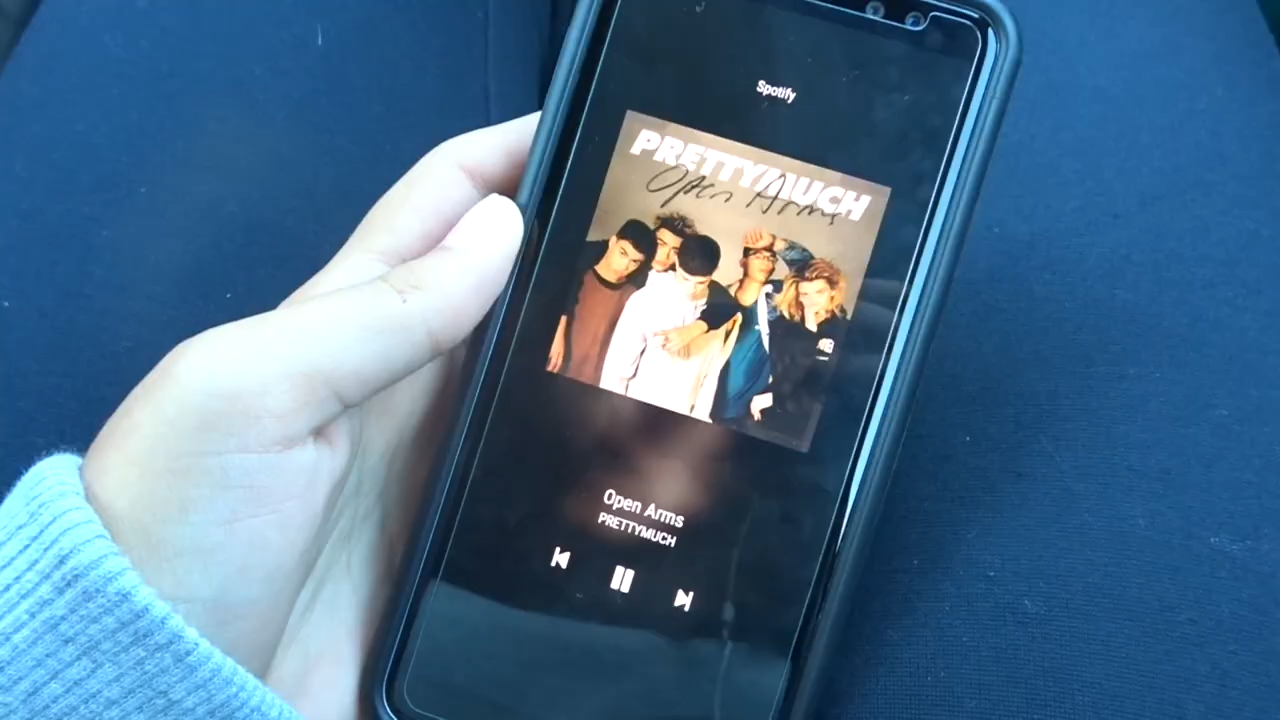 Spotify
PRETTYMUCH
Open Arms
Open Arms
PRETTYMUCH